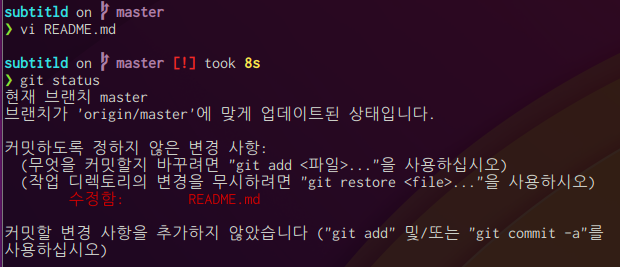 subtitld on master
❯ vi README.md
subtitld on master [!] took 8s
❯ git status
현재 브랜치 master
브랜치가 'origin/master'에 맞게 업데이트된 상태입니다.
커밋하도록 정하지 않은 변경 사항:
(무엇을 커밋할지 바꾸려면 "git add <파일>..."을 사용하십시오)
(작업 디렉토리의 변경을 무시하려면 "git restore <file>..."을 사용하십시오)
수정함: README.md
커밋할 변경 사항을 추가하지 않았습니다 ("git add" 및/또는 "git commit -a"를
사용하십시오)